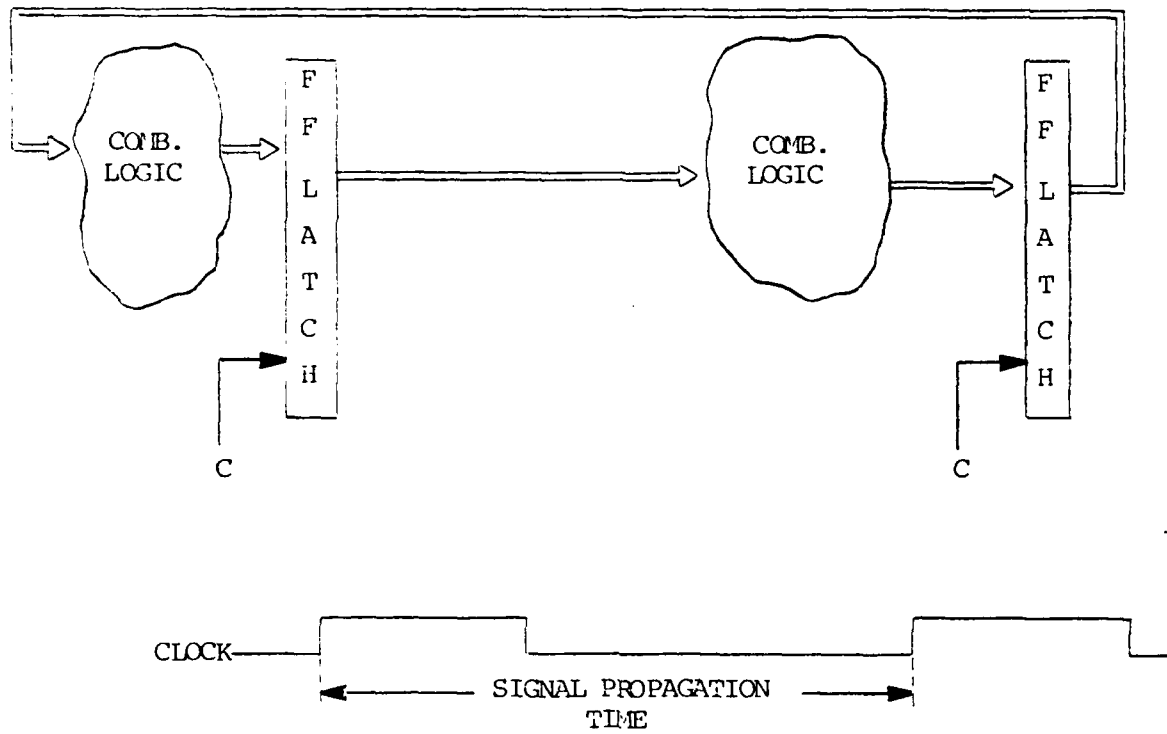 COMB.
LOGIC
F
F
L
A
T
C
H
C
COMB.
LOGIC
F
F
L
A
T
C
H
C
CLOCK
SIGNAL PROPAGATION
TIME